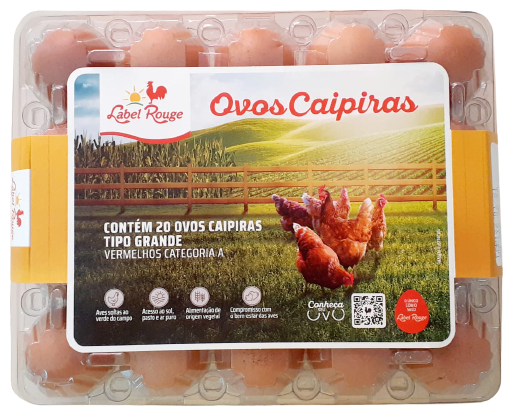 Label Rouge
Ovos Caipiras
CONTÉM 20 OVOS CAIPIRAS
TIPO GRANDE
VERMELHOS CATEGORIA A
Aves soltas ao
verde do campo
Acesso ao sol,
pasto e ar puro
Alimentação de
origem vegetal
Compromisso com
o bem-estar das aves
Conheça
OVO
Label Rouge